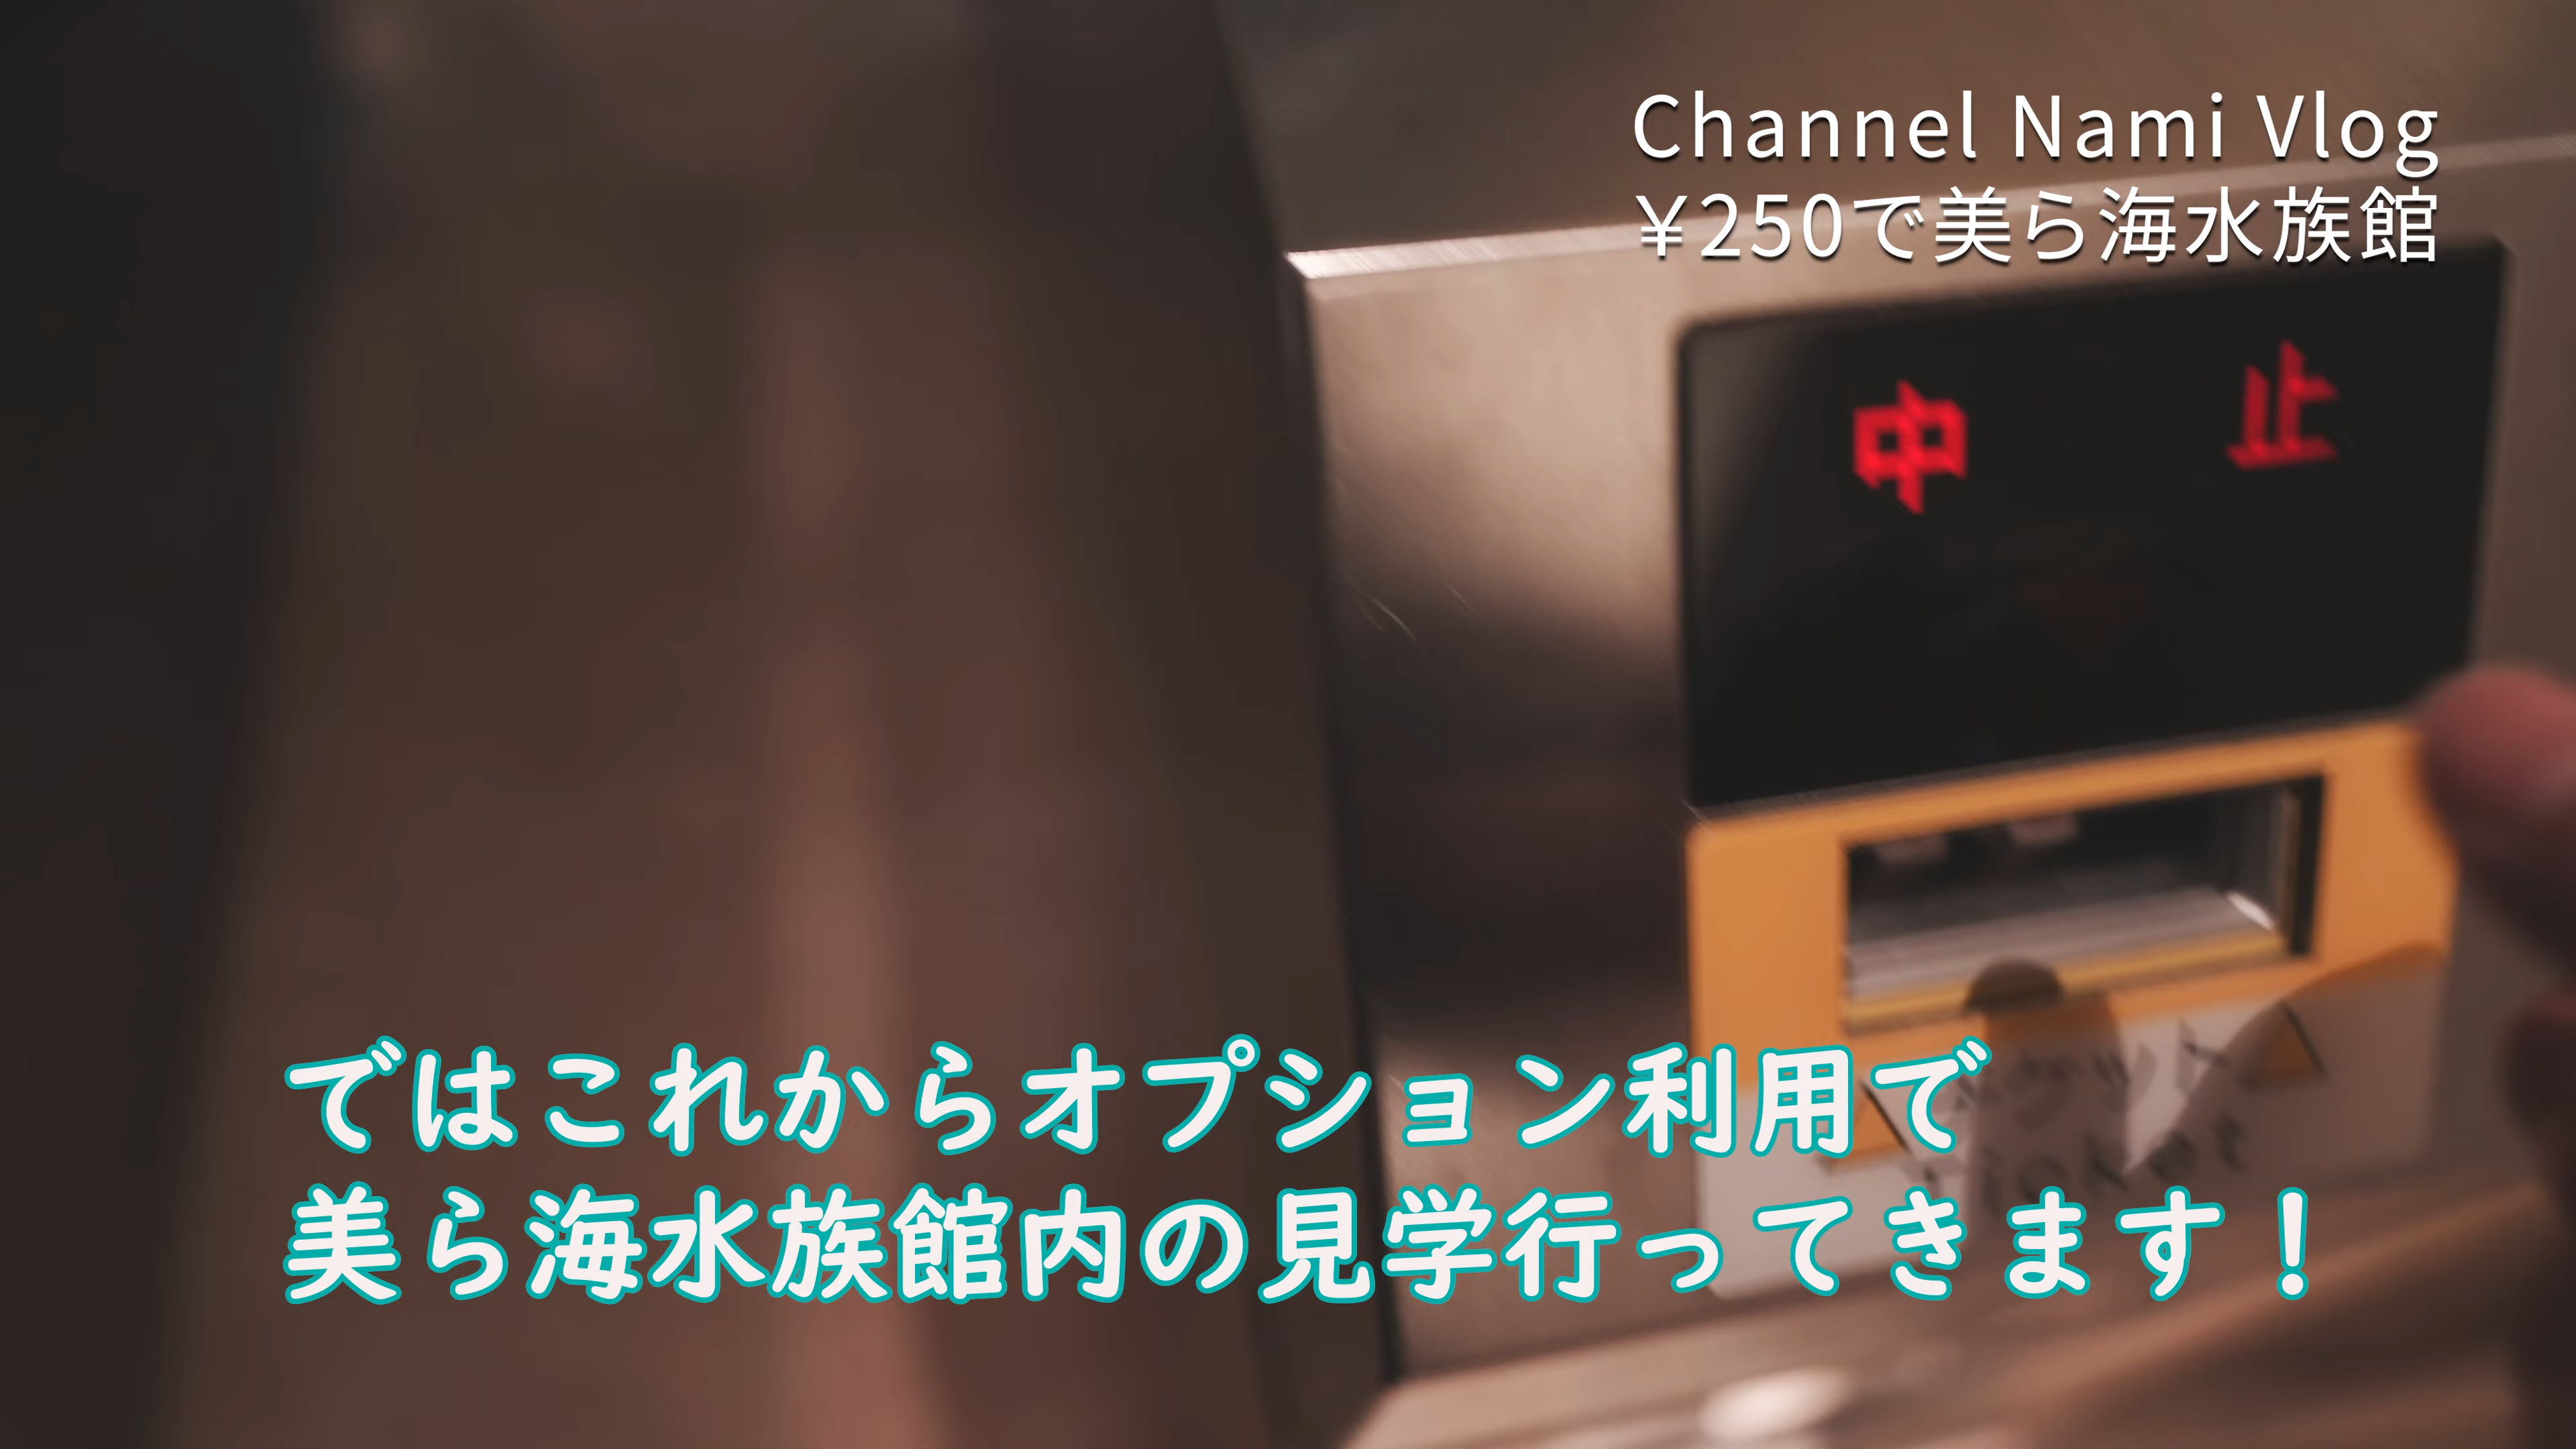 Channel Nami Vlog
¥250で美ら海水族館
中 止
ではこれからオプション利用で
美ら海水族館内の見学行ってきます!